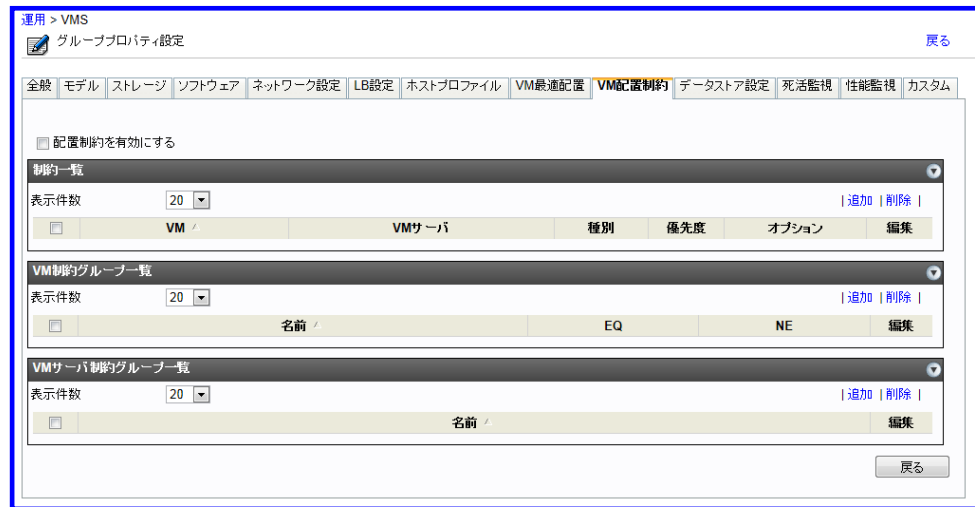 運用 > VMS
グループプロパティ設定 戻る
全般 モデル ストレージ ソフトウェア ネットワーク設定 LB設定 ホストプロファイル VM最適配置 VM配置制約 データストア設定 死活監視 性能監視 カスタム
配置制約を有効にする
制約一覧
表示件数 20 | 追加 | 削除 |
VM VMサーバ 種別 優先度 オプション 編集
VM制約グループ一覧
表示件数 20 | 追加 | 削除 |
名前 EQ NE 編集
VMサーバ制約グループ一覧
表示件数 20 | 追加 | 削除 |
名前 編集
戻る